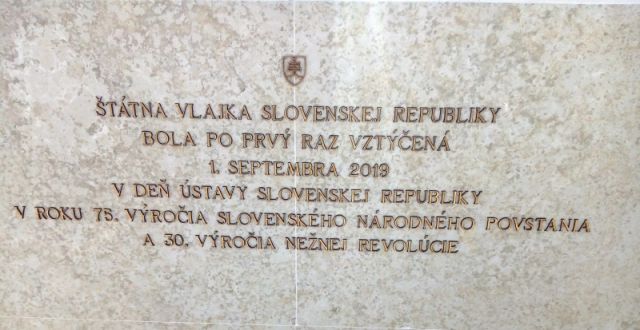 ŠTÁTNA VLAJKA SLOVENSKEJ REPUBLIKY
BOLA PO PRVÝ RAZ VZTÝČENÁ
1. SEPTEMBRA 2019
V DEŇ ÚSTAVY SLOVENSKEJ REPUBLIKY
V ROKU 75. VÝROČIA SLOVENSKÉHO NÁRODNÉHO POVSTANIA
A 30. VÝROČIA NEŽNEJ REVOLÚCIE